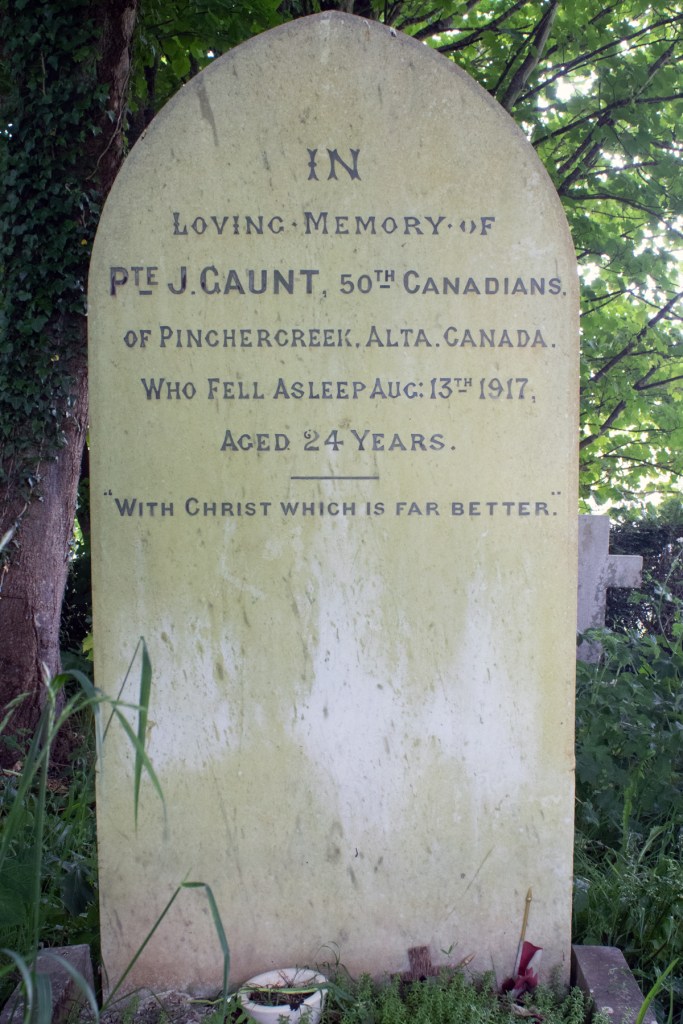 IN
LOVING · MEMORY · OF
PTE J. GAUNT, 50TH CANADIANS.
OF PINCHERCREEK, ALTA. CANADA.
WHO FELL ASLEEP AUG: 13TH 1917,
AGED 24 YEARS.
"WITH CHRIST WHICH IS FAR BETTER."